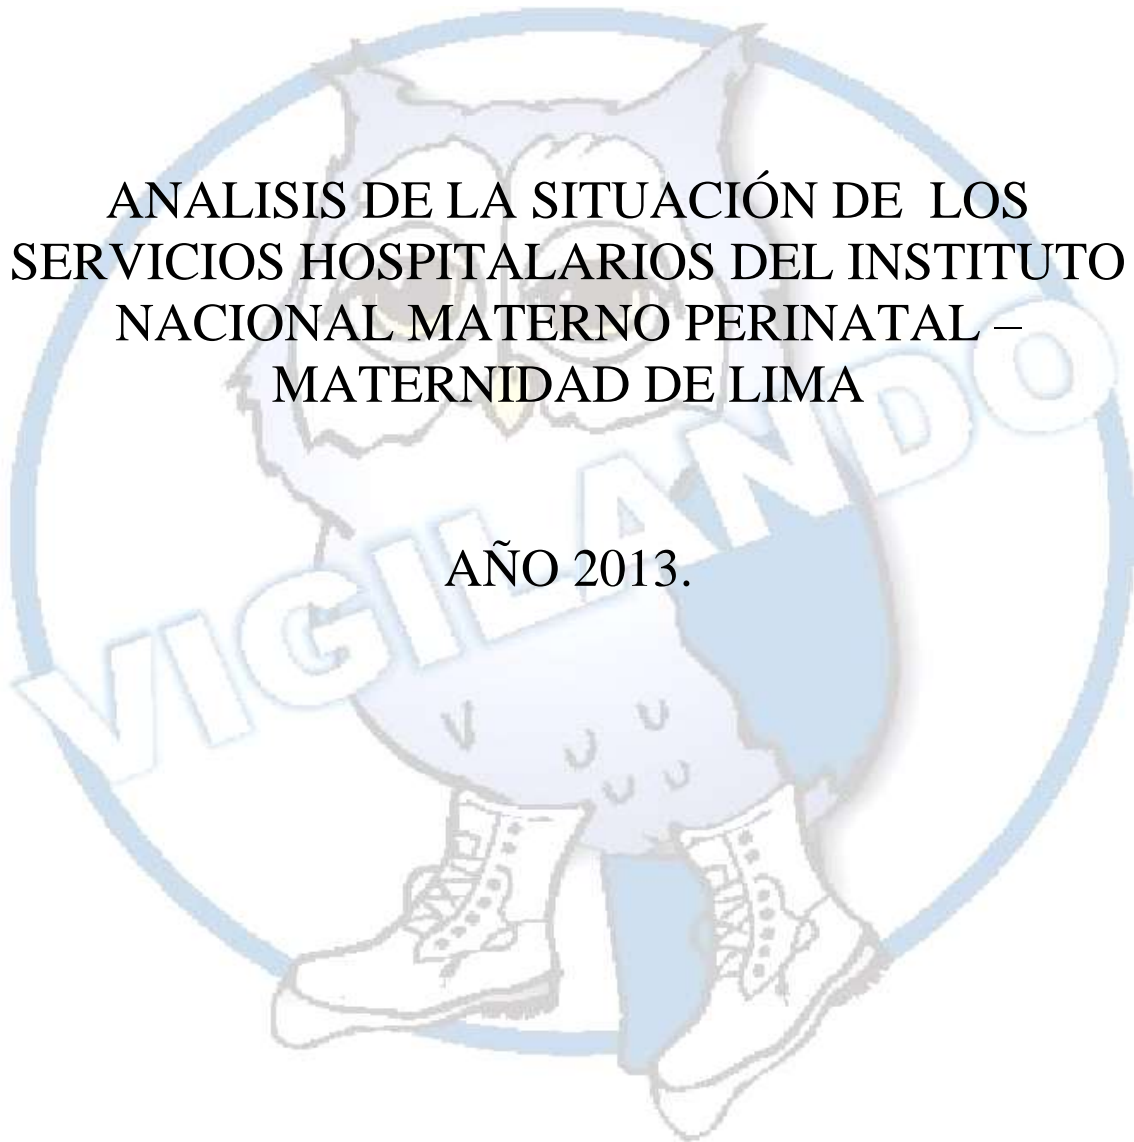 ANALISIS DE LA SITUACIÓN DE LOS
SERVICIOS HOSPITALARIOS DEL INSTITUTO
NACIONAL MATERNO PERINATAL –
MATERNIDAD DE LIMA
AÑO 2013.
VIGILANDO